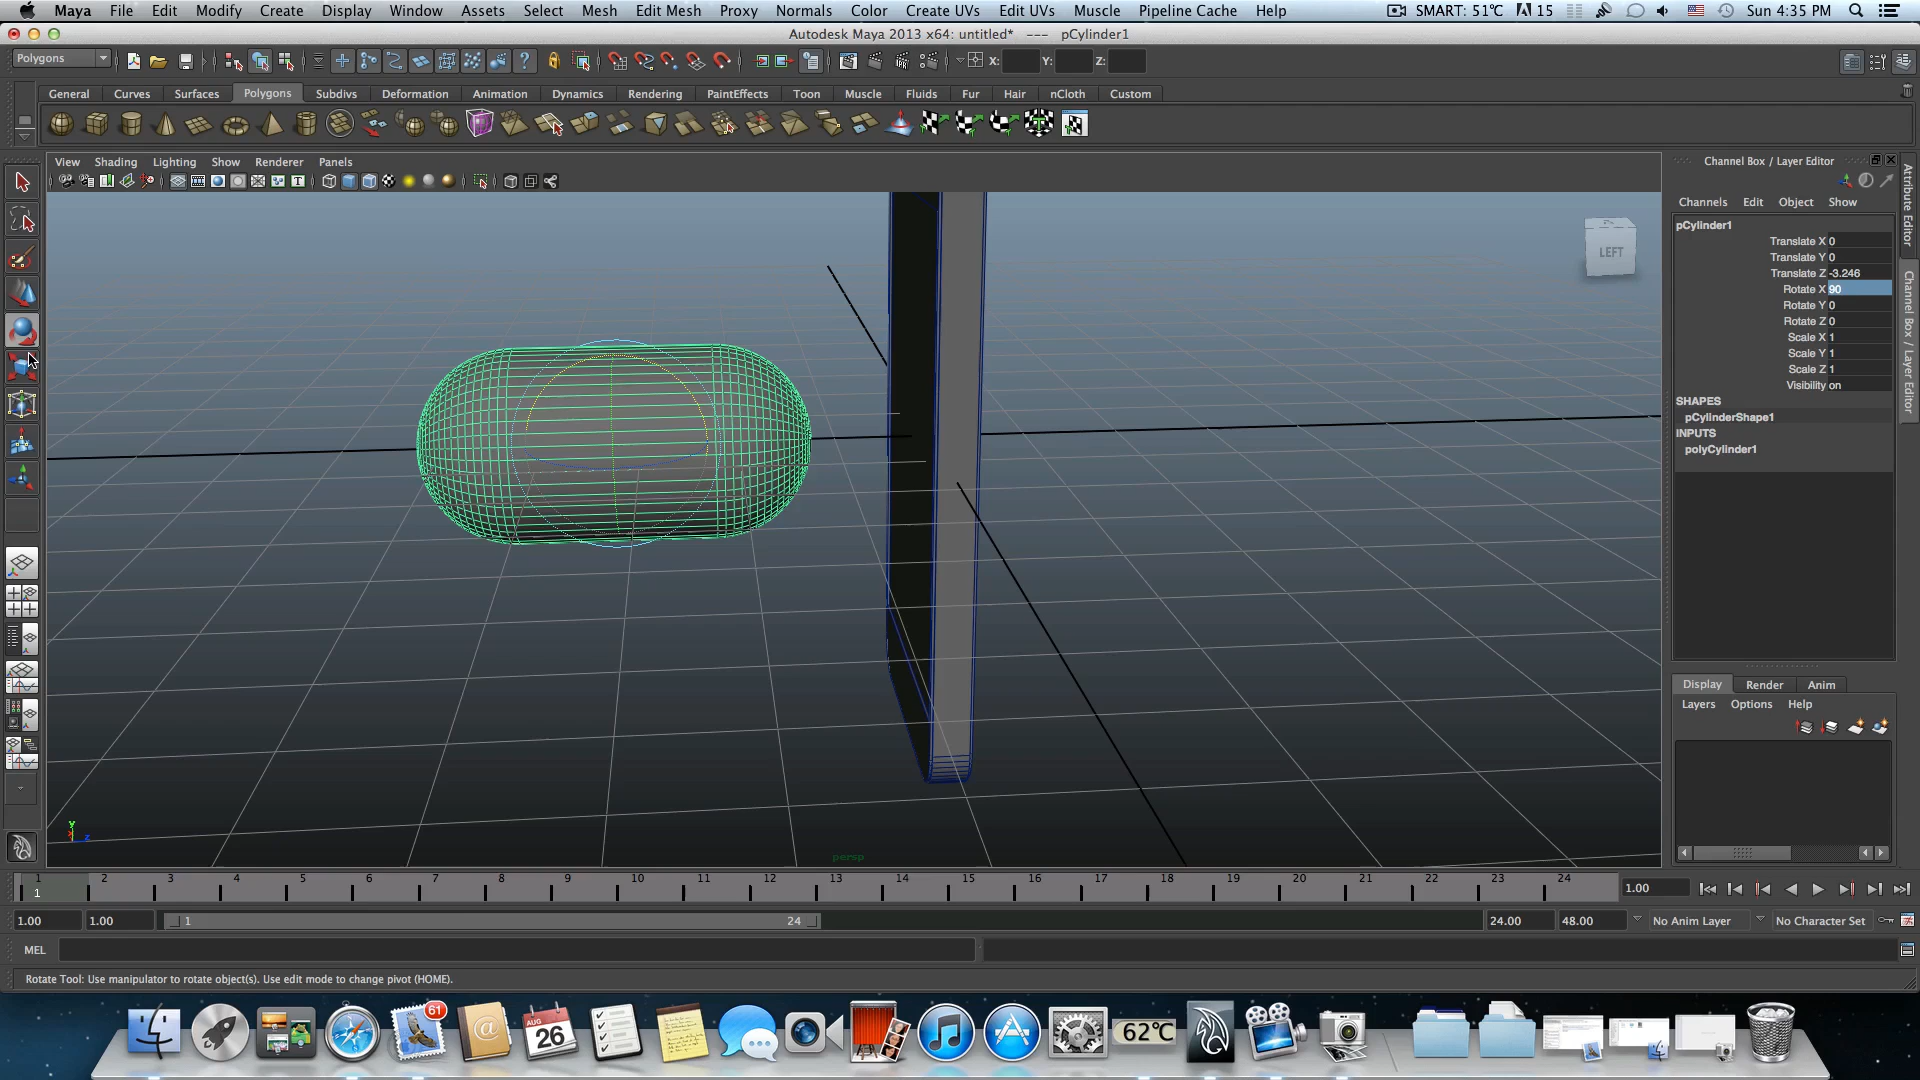 Maya File Edit Modify Create Display Window Assets Select Mesh Edit Mesh Proxy Normals Color Create UVs Edit UVs Muscle Pipeline Cache Help SMART: 51℃ 15 Sun 4:35 PM
Autodesk Maya 2013 x64: untitled* --- pCylinder1
Polygons ? X: Y: Z:
General Curves Surfaces Polygons Subdivs Deformation Animation Dynamics Rendering PaintEffects Toon Muscle Fluids Fur Hair nCloth Custom
View Shading Lighting Show Renderer Panels
Channel Box / Layer Editor
Channels Edit Object Show
pCylinder1
Translate X 0
Translate Y 0
Translate Z -3.246
Rotate X 90
Rotate Y 0
Rotate Z 0
Scale X 1
Scale Y 1
Scale Z 1
Visibility on
SHAPES
pCylinderShape1
INPUTS
polyCylinder1
Attribute Editor
Channel Box / Layer Editor
LEFT
Display Render Anim
Layers Options Help
y
x z
persp
1 2 3 4 5 6 7 8 9 10 11 12 13 14 15 16 17 18 19 20 21 22 23 24
1 1.00
1.00 1.00 1 24 24.00 48.00 No Anim Layer No Character Set
MEL
Rotate Tool: Use manipulator to rotate object(s). Use edit mode to change pivot (HOME).
61
AUG
26
@
62℃